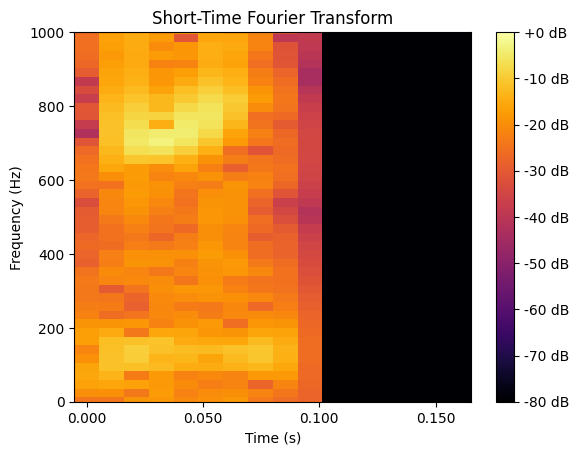 Short-Time Fourier Transform
1000
800
600
400
200
0
Frequency (Hz)
0.000
0.050
0.100
0.150
Time (s)
+0 dB
-10 dB
-20 dB
-30 dB
-40 dB
-50 dB
-60 dB
-70 dB
-80 dB